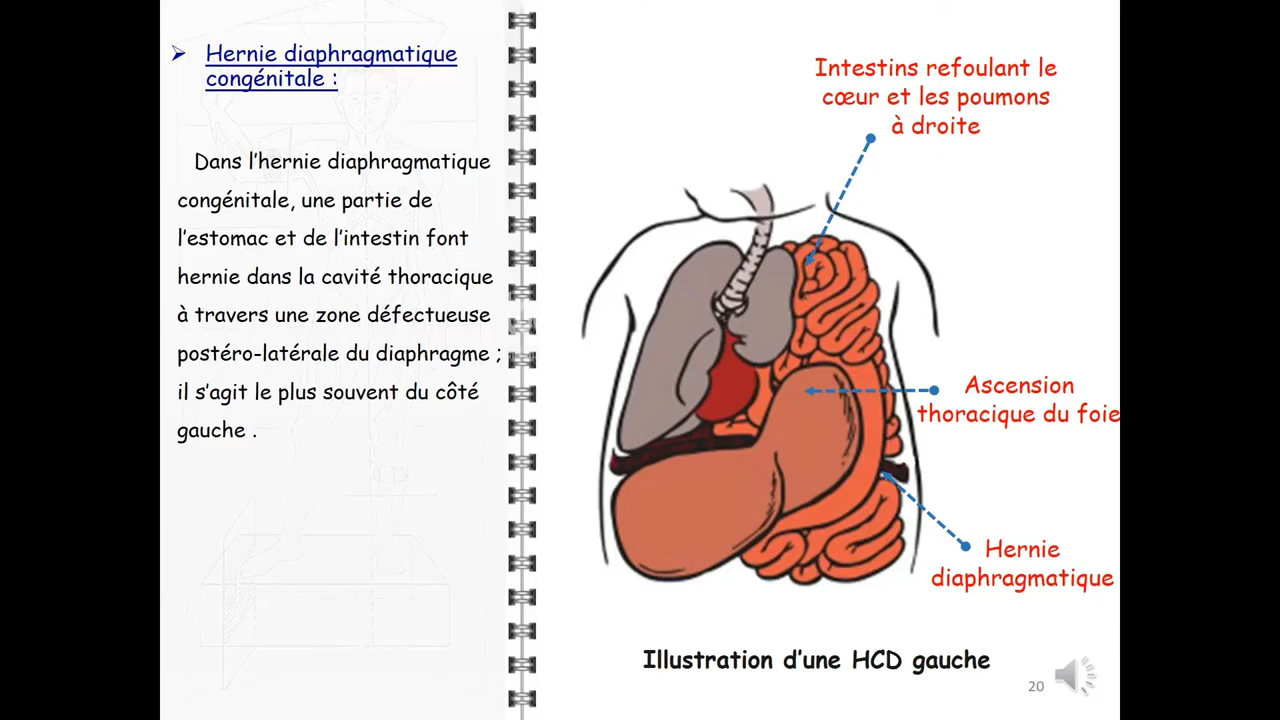 Hernie diaphragmatique
congénitale :
Dans l'hernie diaphragmatique
congénitale, une partie de
l'estomac et de l'intestin font
hernie dans la cavité thoracique
à travers une zone défectueuse
postéro-latérale du diaphragme ;
il s'agit le plus souvent du côté
gauche .
Intestins refoulant le
cœur et les poumons
à droite
Ascension
thoracique du foie
Hernie
diaphragmatique
Illustration d'une HCD gauche
20